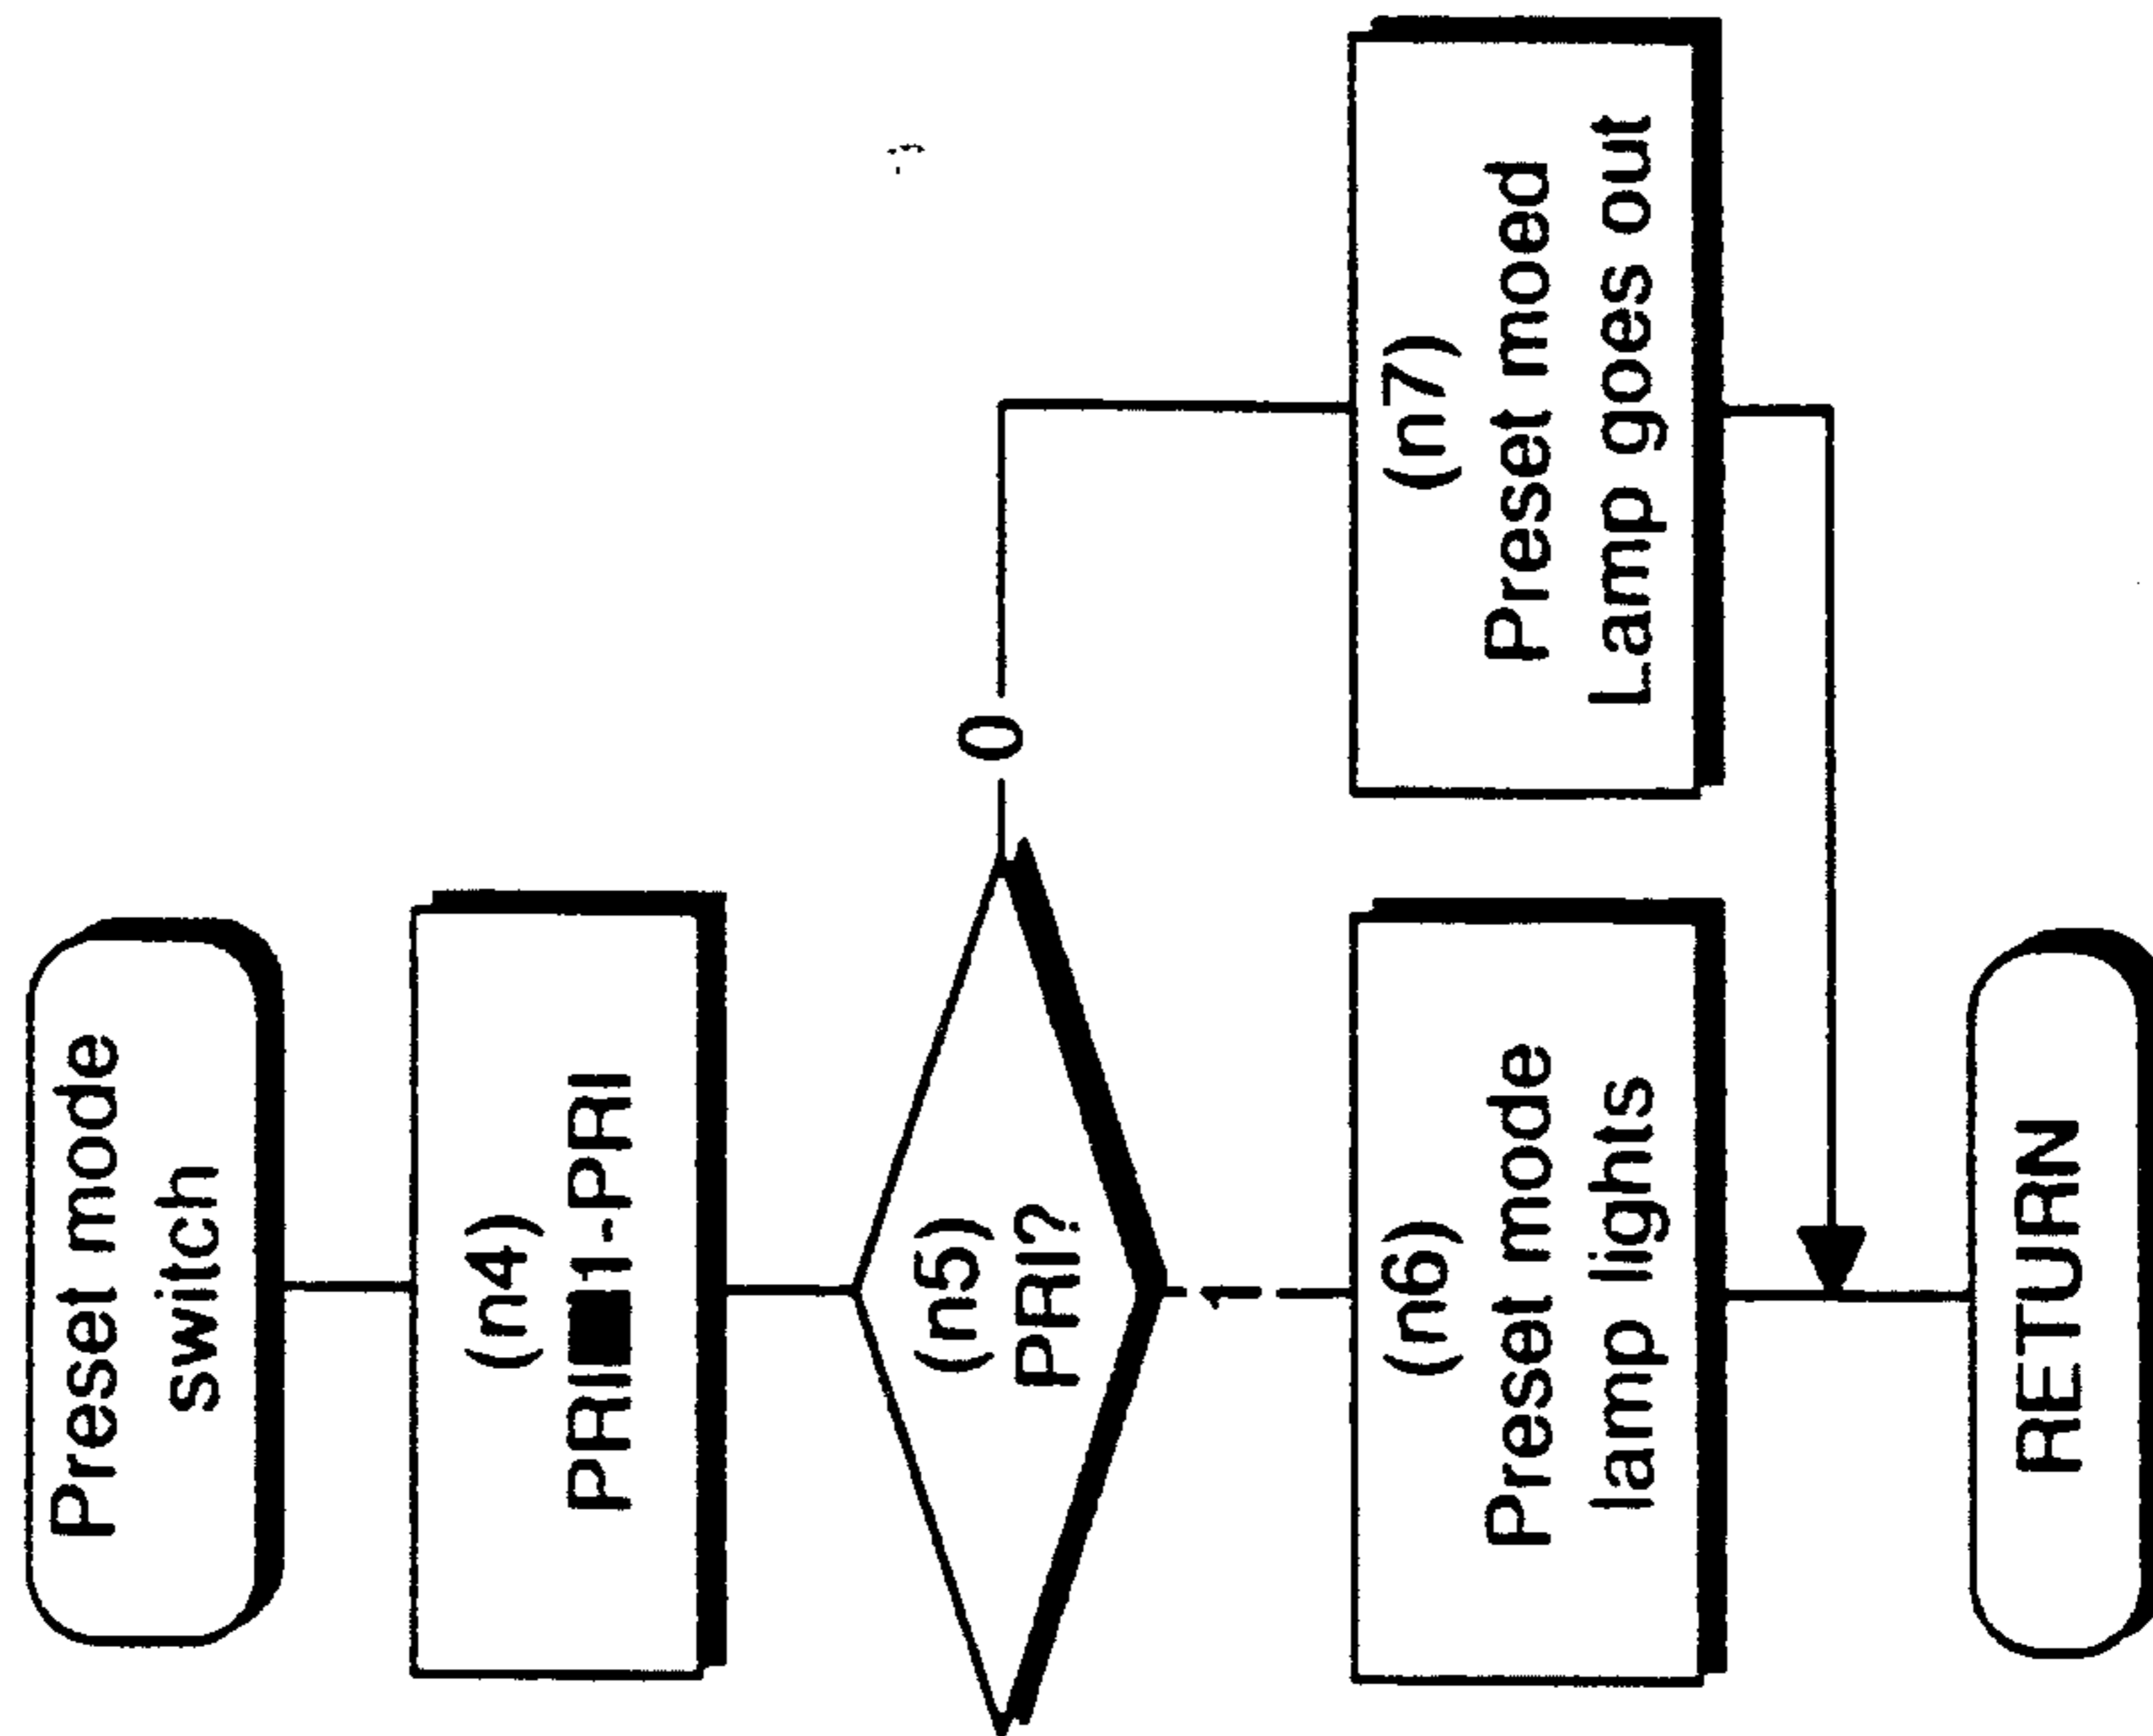 Preset mode
switch
(n4)
PRI■1-PRI
(n5)
PRI?
0
1
(n6)
Preset mode
lamp lights
(n7)
Preset moed
Lamp goes out
RETURN